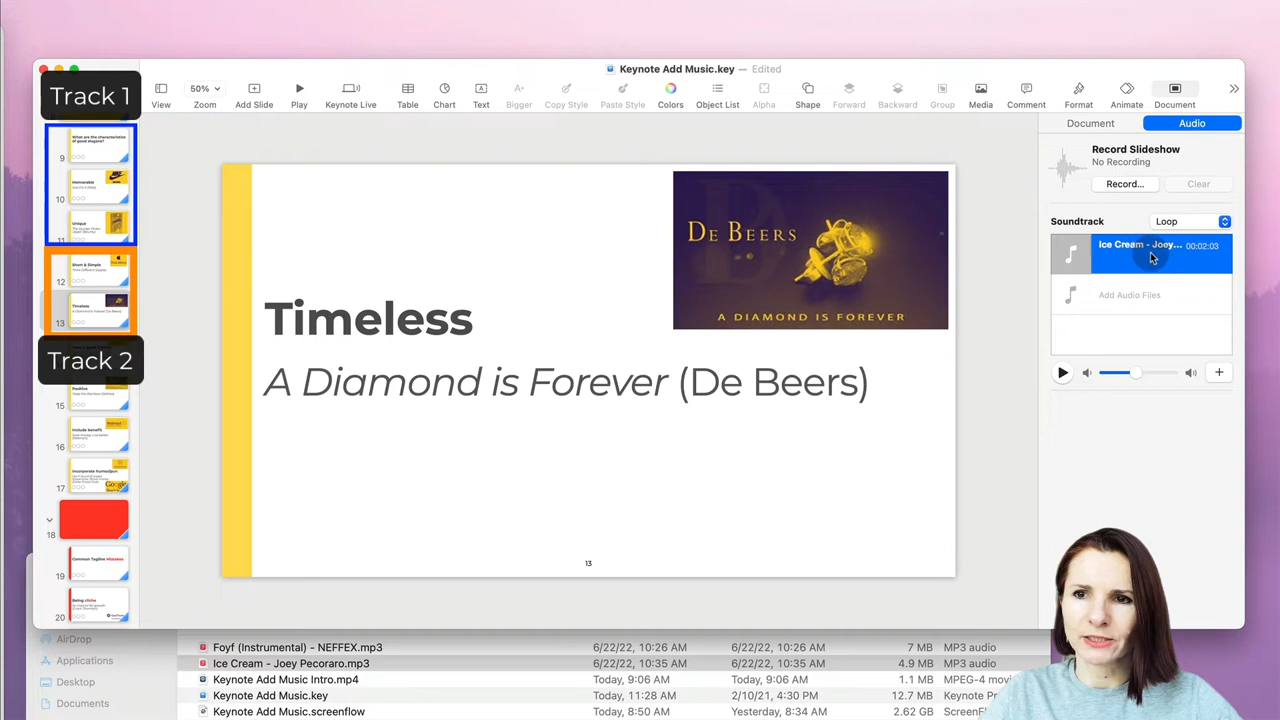 Keynote Add Music.key — Edited
Track 1
50%
View
Zoom
Add Slide
Play
Keynote Live
Table
Chart
Text
Bigger
Copy Style
Paste Style
Colors
Object List
Alpha
Shape
Forward
Backward
Group
Media
Comment
Format
Animate
Document
Document
Audio
What are the characteristics
of good slogans?
9
Memorable
10
Unique
11
Short & Simple
Think Different (Apple)
12
Timeless
A Diamond is Forever (De Beers)
13
Track 2
Positive
15
Include benefit
16
Incorporate humor/pun
Google
17
18
Common Tagline Mistakes
19
Being cliche
20
DE BEERS
A DIAMOND IS FOREVER
Timeless
A Diamond is Forever (De Beers)
13
Record Slideshow
No Recording
Record...
Clear
Soundtrack
Loop
Ice Cream - Joey...
00:02:03
Add Audio Files
AirDrop
Applications
Desktop
Documents
Foyf (Instrumental) - NEFFEX.mp3 6/22/22, 10:26 AM 6/22/22, 10:26 AM 7 MB MP3 audio
Ice Cream - Joey Pecoraro.mp3 6/22/22, 10:35 AM 6/22/22, 10:35 AM 4.9 MB MP3 audio
Keynote Add Music Intro.mp4 Today, 9:06 AM Today, 9:06 AM 1.1 MB MPEG-4 movi
Keynote Add Music.key Today, 11:28 AM 2/10/21, 4:30 PM 12.7 MB Keynote Pr
Keynote Add Music.screenflow Today, 8:50 AM Yesterday, 8:34 AM 2.62 GB ScreenF